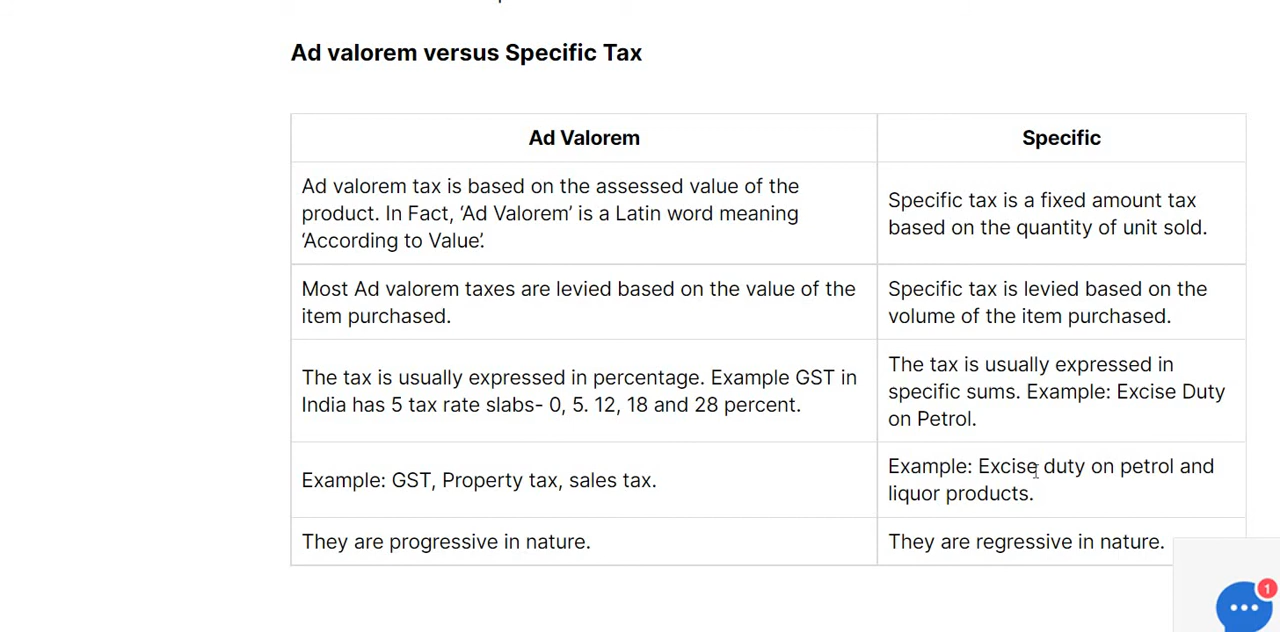 Ad valorem versus Specific Tax
Ad Valorem
Specific
Ad valorem tax is based on the assessed value of the
product. In Fact, ‘Ad Valorem’ is a Latin word meaning
‘According to Value’.
Specific tax is a fixed amount tax
based on the quantity of unit sold.
Most Ad valorem taxes are levied based on the value of the
item purchased.
Specific tax is levied based on the
volume of the item purchased.
The tax is usually expressed in percentage. Example GST in
India has 5 tax rate slabs- 0, 5. 12, 18 and 28 percent.
The tax is usually expressed in
specific sums. Example: Excise Duty
on Petrol.
Example: GST, Property tax, sales tax.
Example: Excise duty on petrol and
liquor products.
They are progressive in nature.
They are regressive in nature.
1